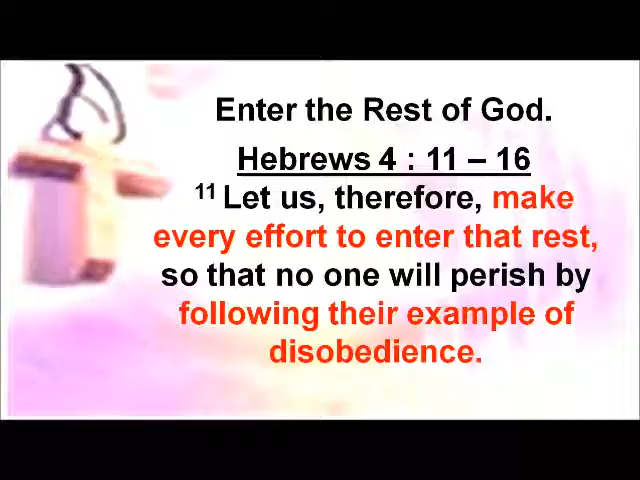 Enter the Rest of God.
Hebrews 4 : 11 – 16
11 Let us, therefore, make
every effort to enter that rest,
so that no one will perish by
following their example of
disobedience.